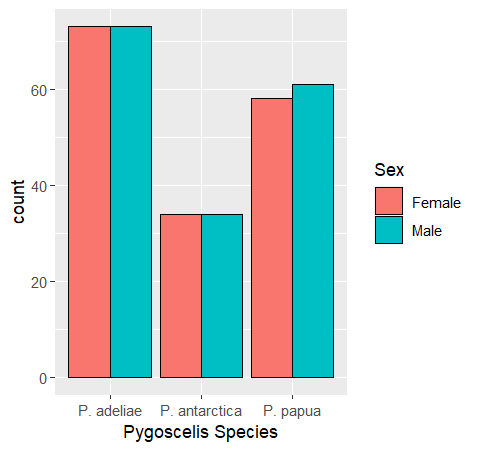 count
60
40
20
0
P. adeliae
P. antarctica
P. papua
Pygoscelis Species
Sex
Female
Male